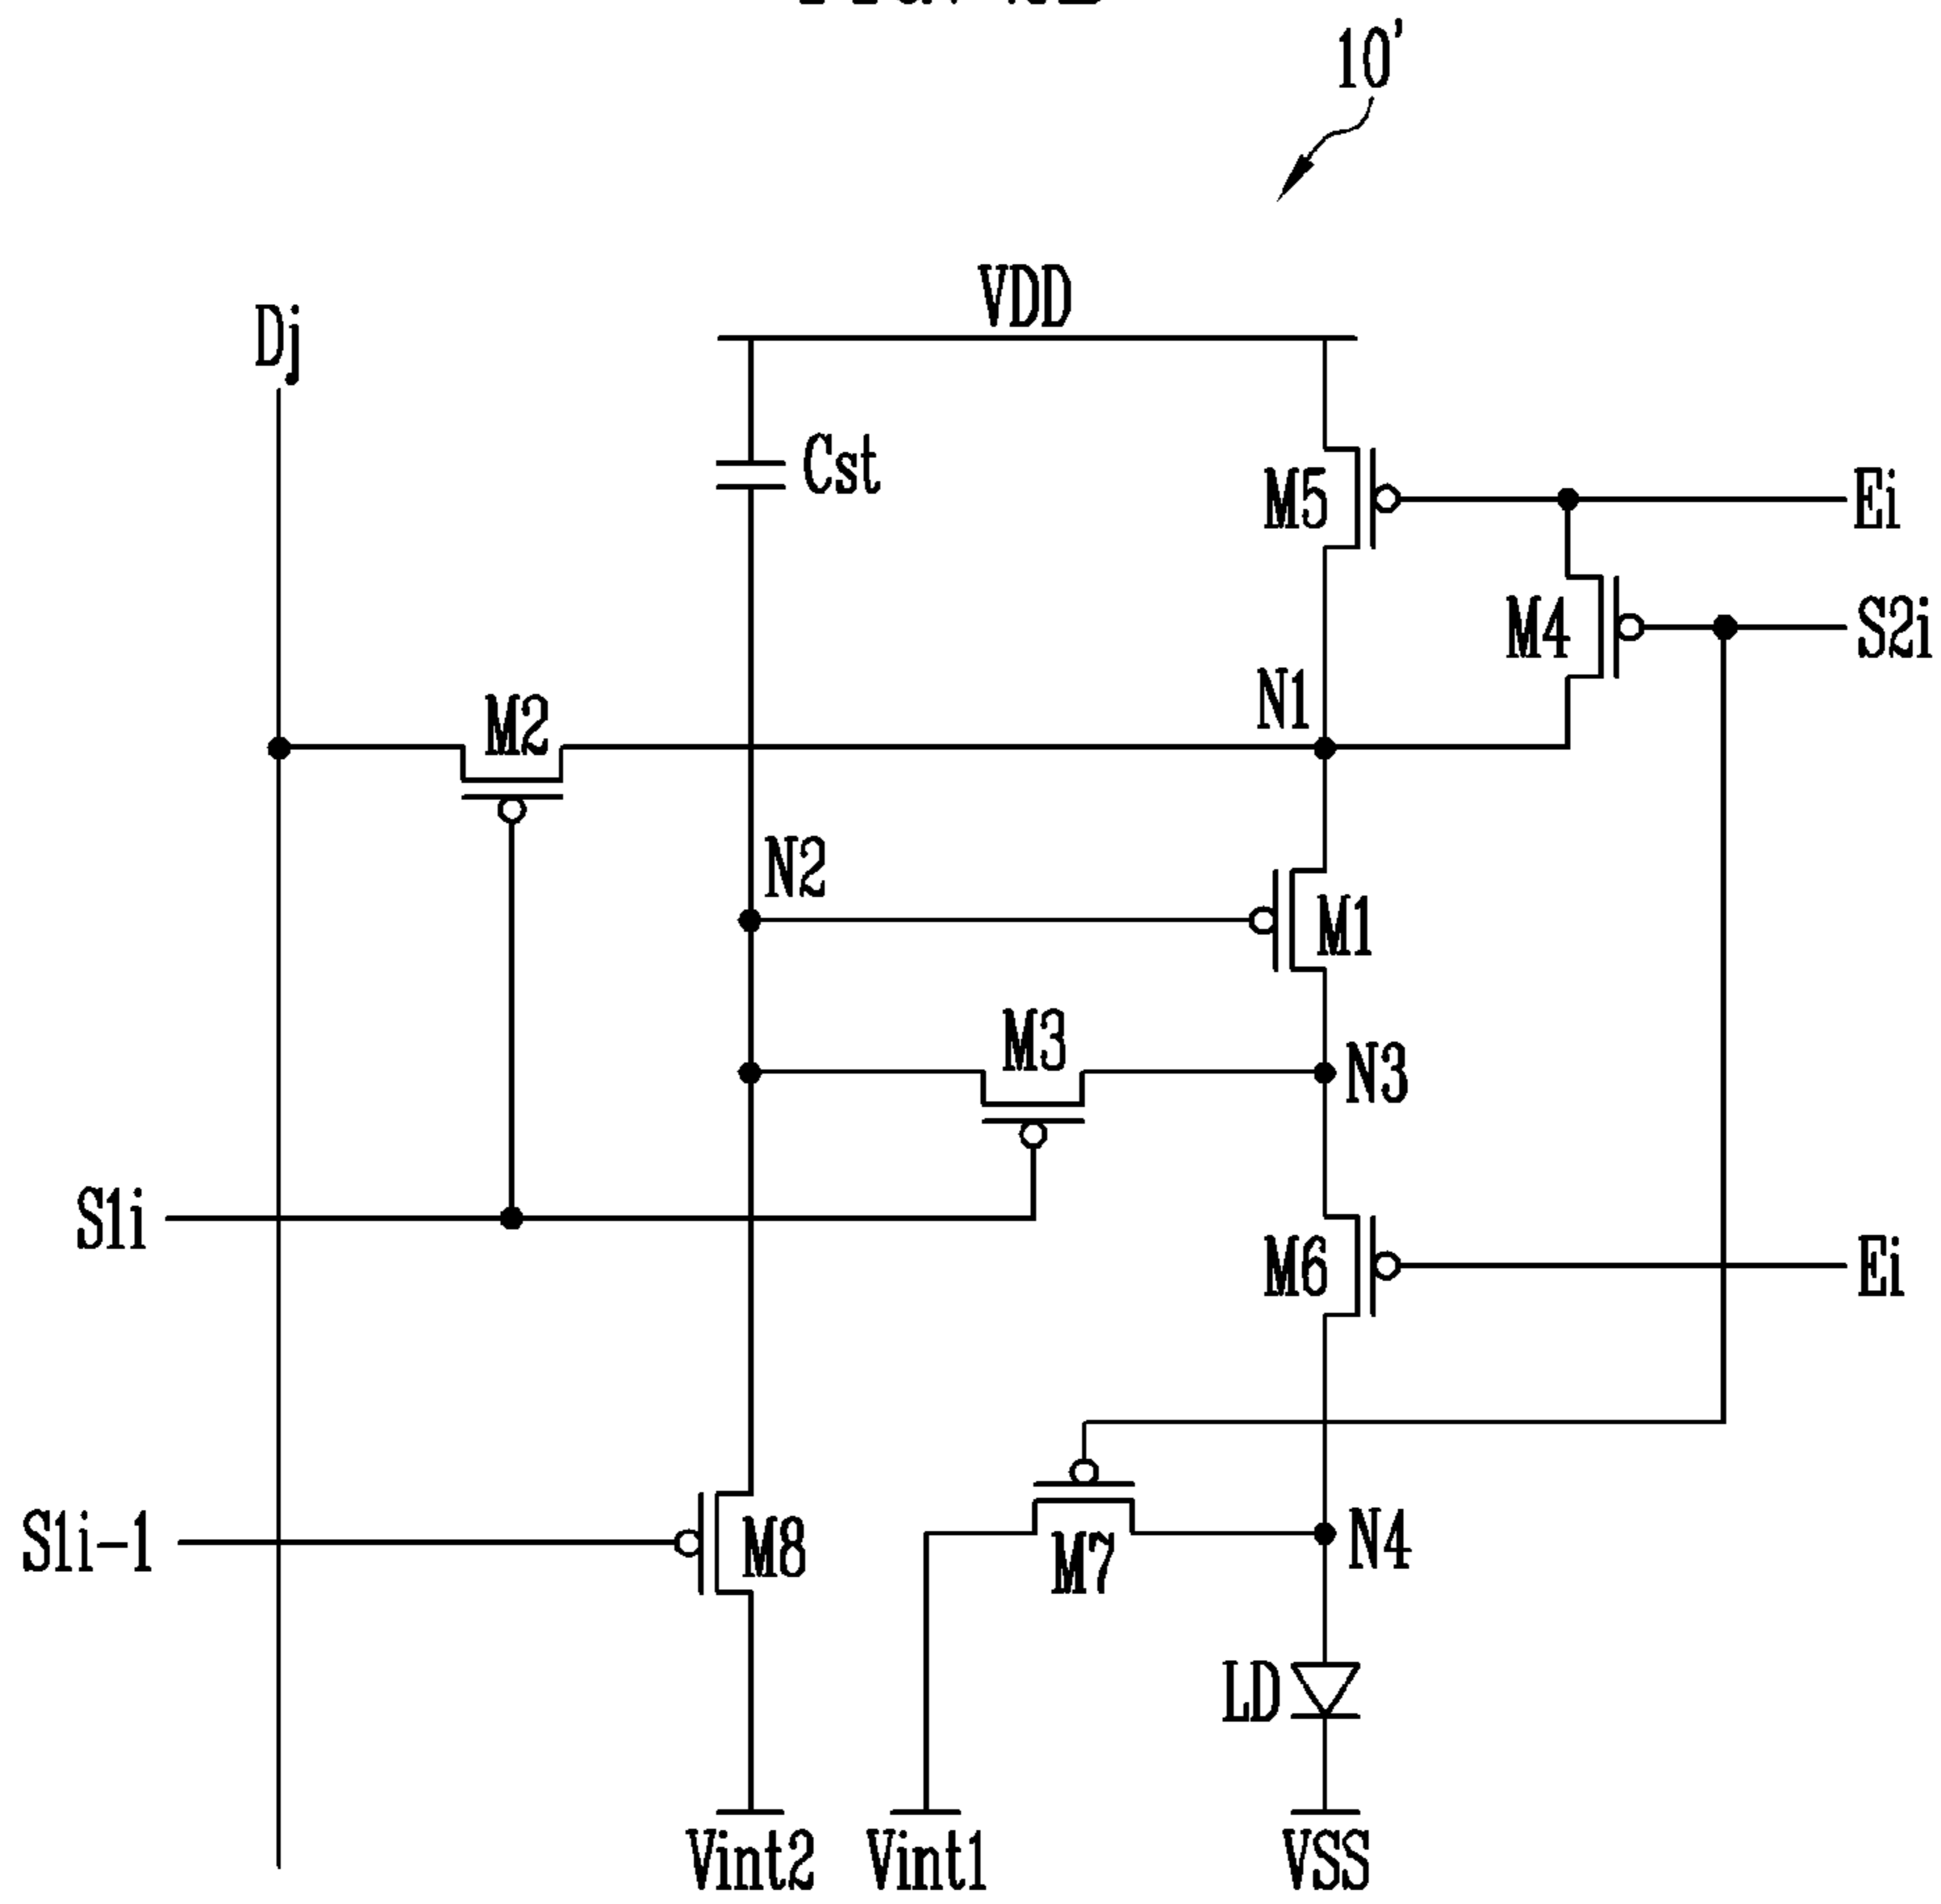 10'
VDD
Dj
Cst
M5
Ei
M4
S2i
N1
M2
N2
M1
M3
N3
S1i
M6
Ei
S1i-1
M8
M7
N4
LD
Vint2
Vint1
VSS